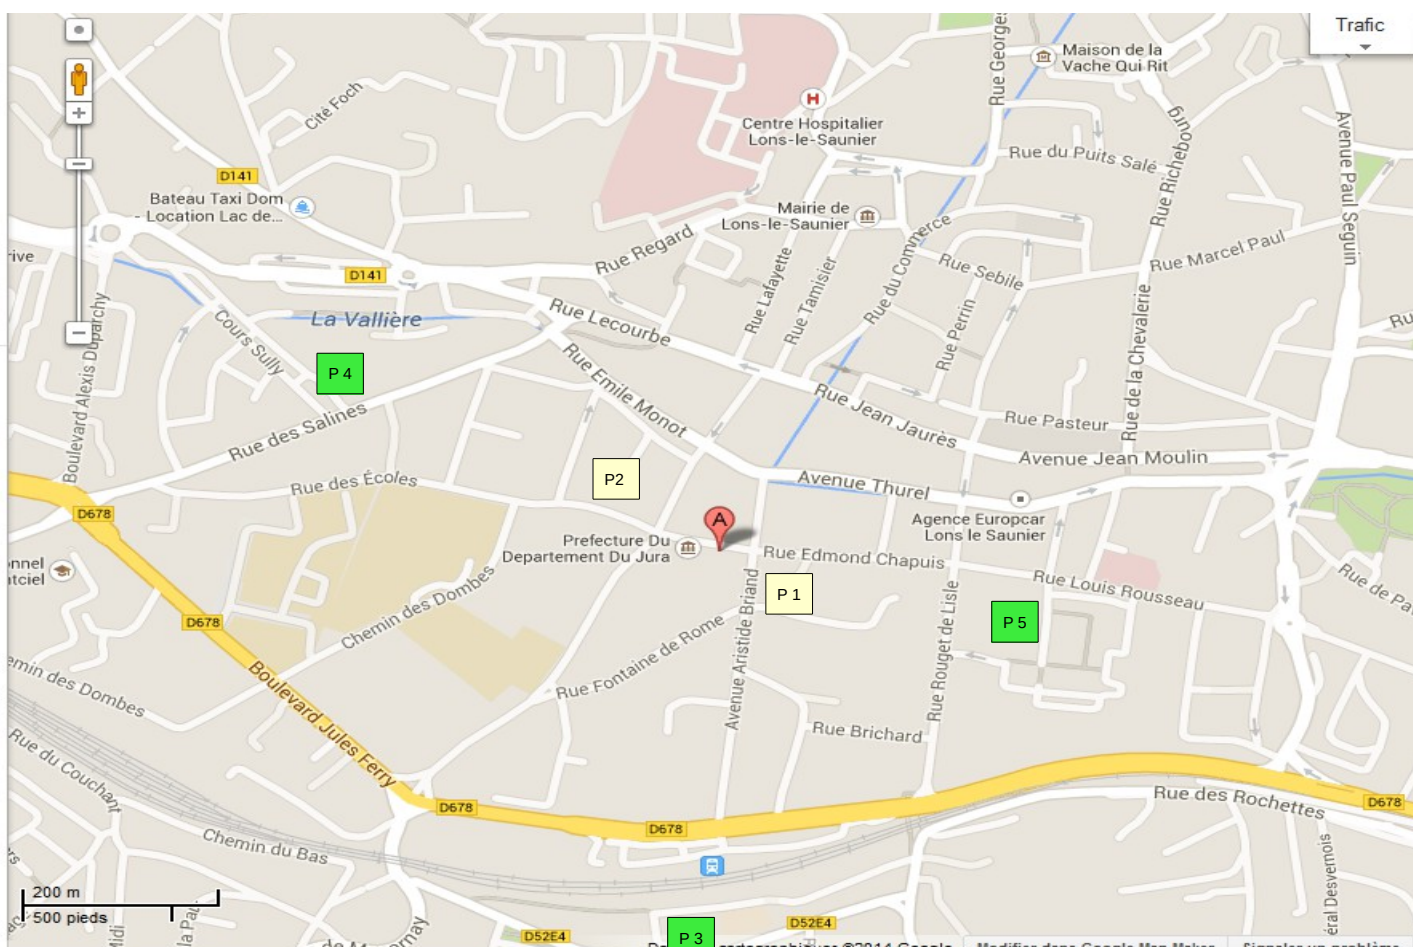 Trafic
Rue Georges
Maison de la
Vache Qui Rit
Cité Foch
Centre Hospitalier
Lons-le-Saunier
Rue du Puits Salé
Rue Richebourg
Avenue Paul Seguin
D141
Bateau Taxi Dom
- Location Lac de...
Mairie de
Lons-le-Saunier
Rue Regard
Rue du Commerce
Rue Marcel Paul
Rue Sebile
D141
Rue Lafayette
Rue Tamisier
Rue Perrin
Rue de la Chevalerie
Boulevard Alexis Duparchy
Cours Sully
La Vallière
Rue Lecourbe
P 4
Rue Emile Monot
Rue Jean Jaurès
Rue Pasteur
Rue des Salines
Avenue Jean Moulin
Rue des Écoles
P2
Avenue Thurel
D678
A
Agence Europcar
Lons le Saunier
Prefecture Du
Departement Du Jura
Rue Edmond Chapuis
Rue Louis Rousseau
Chemin des Dombes
P 1
Avenue Aristide Briand
Rue Rouget de Lisle
P 5
D678
Rue Fontaine de Rome
Boulevard Jules Ferry
Rue Brichard
Rue du Couchant
Chemin du Bas
D678
D678
Rue des Rochettes
D678
200 m
500 pieds
D52E4
D52E4
P 3